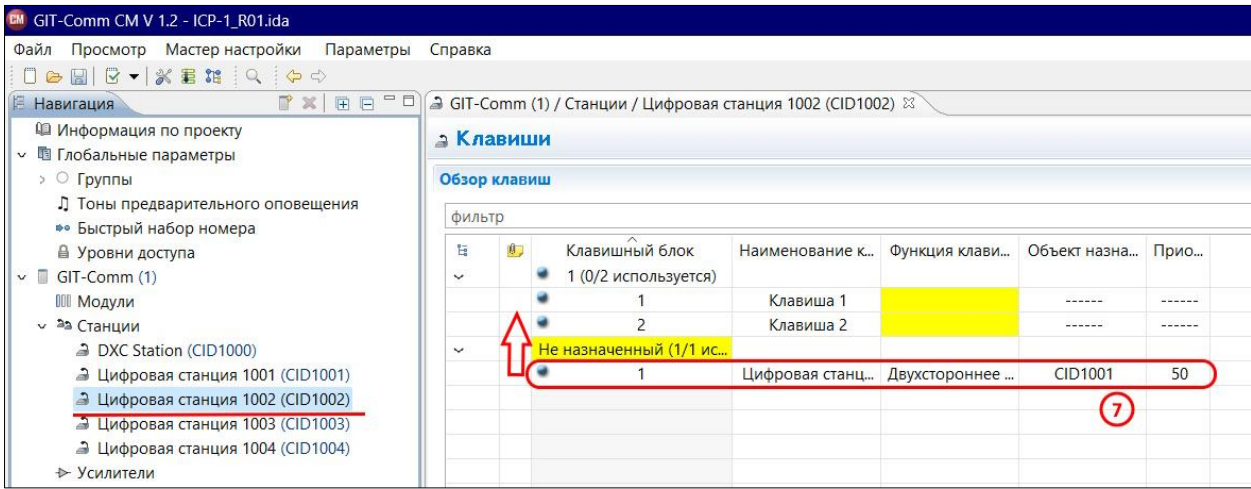 CM GIT-Comm CM V 1.2 - ICP-1_R01.ida
Файл Просмотр Мастер настройки Параметры Справка
Навигация
GIT-Comm (1) / Станции / Цифровая станция 1002 (CID1002)
Информация по проекту
Глобальные параметры
Группы
Тоны предварительного оповещения
Быстрый набор номера
Уровни доступа
GIT-Comm (1)
Модули
Станции
DXC Station (CID1000)
Цифровая станция 1001 (CID1001)
Цифровая станция 1002 (CID1002)
Цифровая станция 1003 (CID1003)
Цифровая станция 1004 (CID1004)
Усилители
Клавиши
Обзор клавиш
фильтр
Клавишный блок Наименование к... Функция клави... Объект назна... Прио...
1 (0/2 используется)
1 Клавиша 1 ------ ------
2 Клавиша 2 ------ ------
Не назначенный (1/1 ис...
1 Цифровая станц... Двухстороннее ... CID1001 50
7